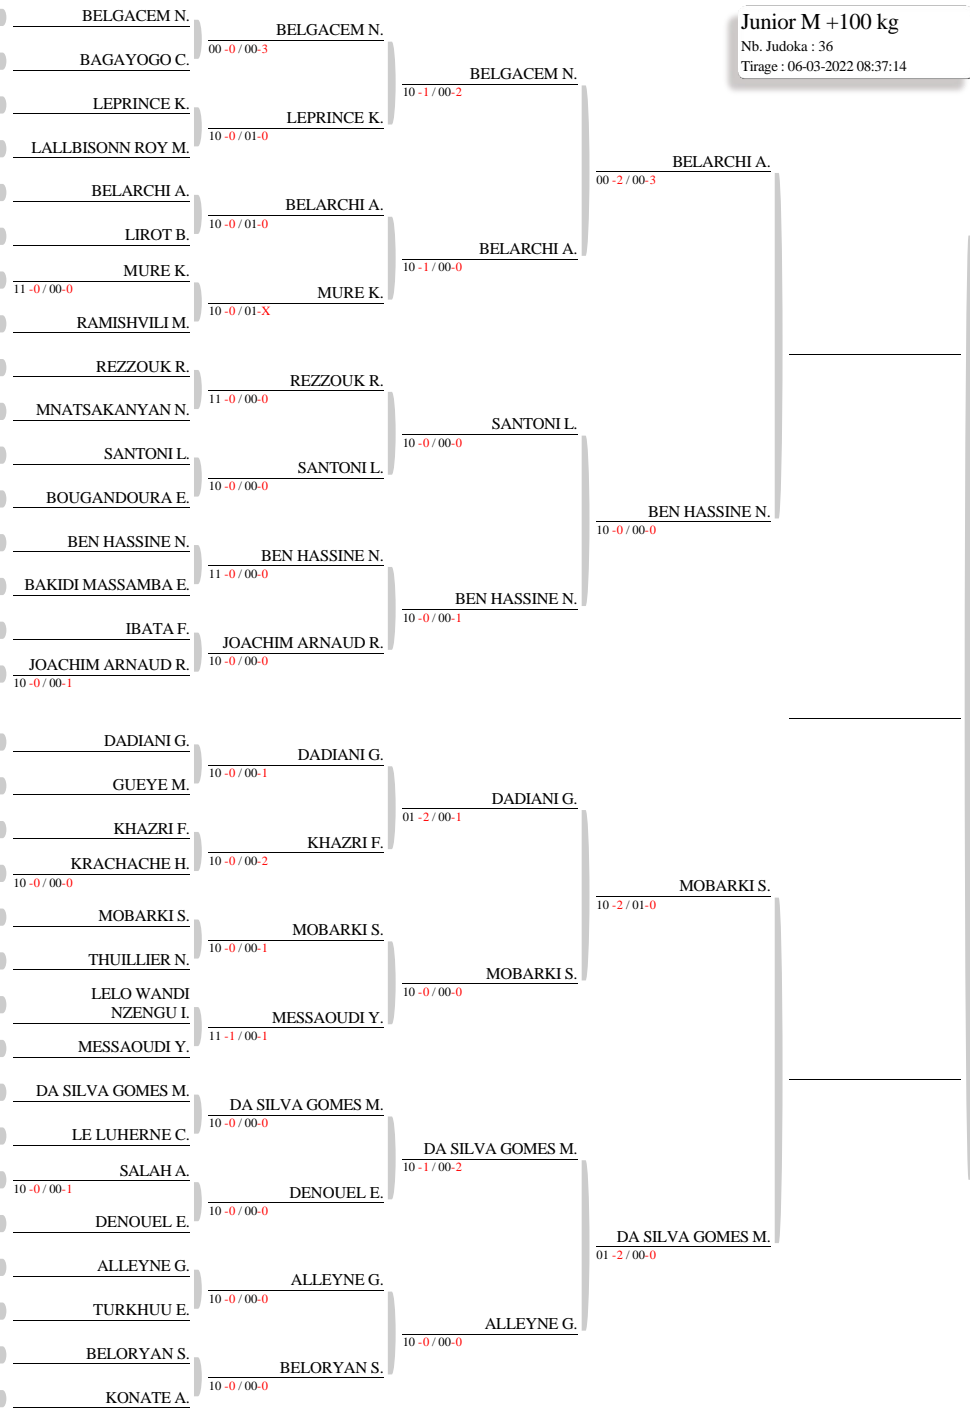 Junior M +100 kg
Nb. Judoka : 36
Tirage : 06-03-2022 08:37:14
BELGACEM N.
BAGAYOGO C.
LEPRINCE K.
LALLBISONN ROY M.
BELARCHI A.
LIROT B.
MURE K.
11 -0 / 00-0
RAMISHVILI M.
REZZOUK R.
MNATSAKANYAN N.
SANTONI L.
BOUGANDOURA E.
BEN HASSINE N.
BAKIDI MASSAMBA E.
IBATA F.
JOACHIM ARNAUD R.
10 -0 / 00-1
DADIANI G.
GUEYE M.
KHAZRI F.
KRACHACHE H.
10 -0 / 00-0
MOBARKI S.
THUILLIER N.
LELO WANDI
NZENGU I.
MESSAOUDI Y.
DA SILVA GOMES M.
LE LUHERNE C.
SALAH A.
10 -0 / 00-1
DENOUEL E.
ALLEYNE G.
TURKHUU E.
BELORYAN S.
KONATE A.
BELGACEM N.
00 -0 / 00-3
LEPRINCE K.
10 -0 / 01-0
BELARCHI A.
10 -0 / 01-0
MURE K.
10 -0 / 01-X
REZZOUK R.
11 -0 / 00-0
SANTONI L.
10 -0 / 00-0
BEN HASSINE N.
11 -0 / 00-0
JOACHIM ARNAUD R.
10 -0 / 00-0
DADIANI G.
10 -0 / 00-1
KHAZRI F.
10 -0 / 00-2
MOBARKI S.
10 -0 / 00-1
MESSAOUDI Y.
11 -1 / 00-1
DA SILVA GOMES M.
10 -0 / 00-0
DENOUEL E.
10 -0 / 00-0
ALLEYNE G.
10 -0 / 00-0
BELORYAN S.
10 -0 / 00-0
BELGACEM N.
10 -1 / 00-2
BELARCHI A.
10 -1 / 00-0
SANTONI L.
10 -0 / 00-0
BEN HASSINE N.
10 -0 / 00-1
DADIANI G.
01 -2 / 00-1
MOBARKI S.
10 -0 / 00-0
DA SILVA GOMES M.
10 -1 / 00-2
ALLEYNE G.
10 -0 / 00-0
BELARCHI A.
00 -2 / 00-3
BEN HASSINE N.
10 -0 / 00-0
MOBARKI S.
10 -2 / 01-0
DA SILVA GOMES M.
01 -2 / 00-0